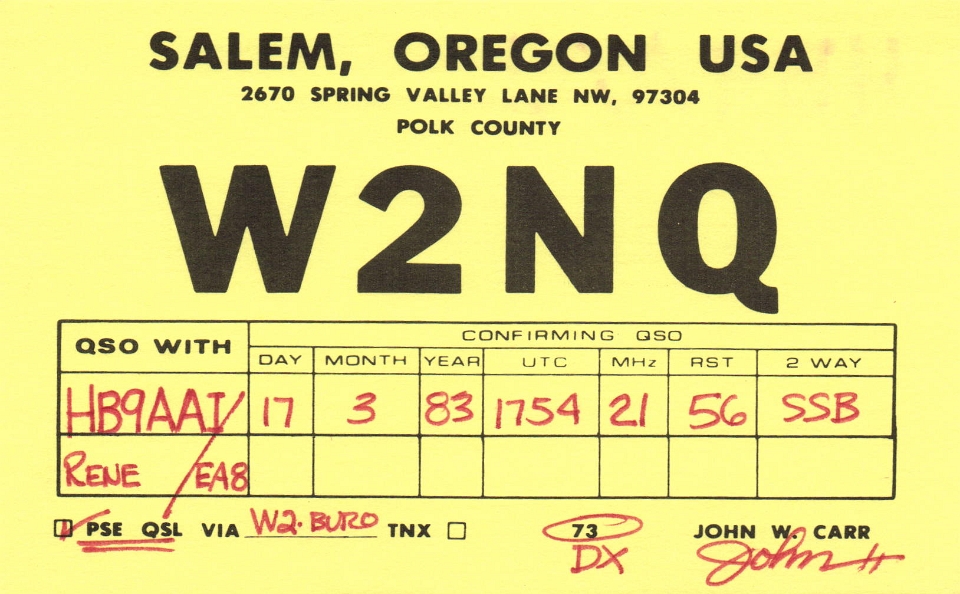 SALEM, OREGON USA
2670 SPRING VALLEY LANE NW, 97304
POLK COUNTY
W2NQ
QSO WITH CONFIRMING QSO
DAY MONTH YEAR UTC MHz RST 2 WAY
HB9AAI/ 17 3 83 1754 21 56 SSB
RENE /EA8
PSE QSL VIA W2·BURO TNX 73 JOHN W. CARR
DX John